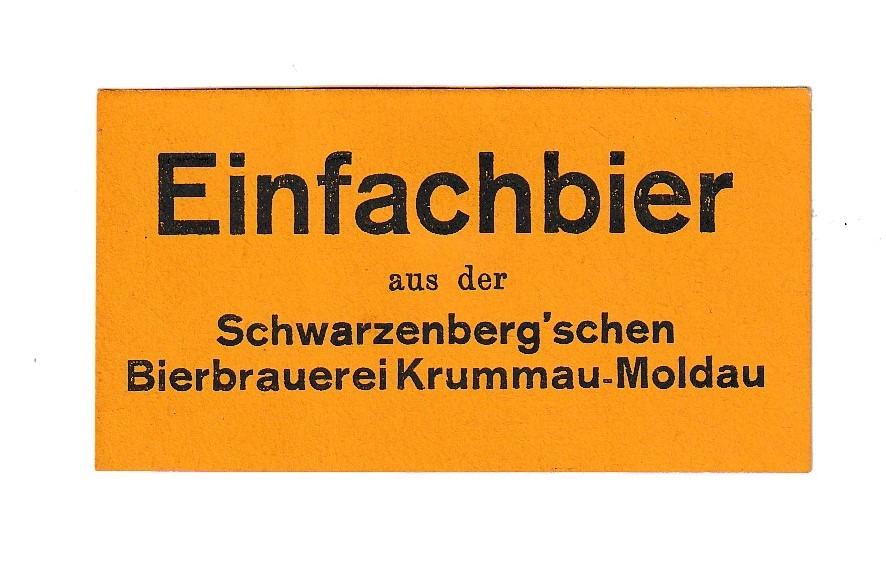 Einfachbier
aus der
Schwarzenberg'schen
Bierbrauerei Krummau-Moldau